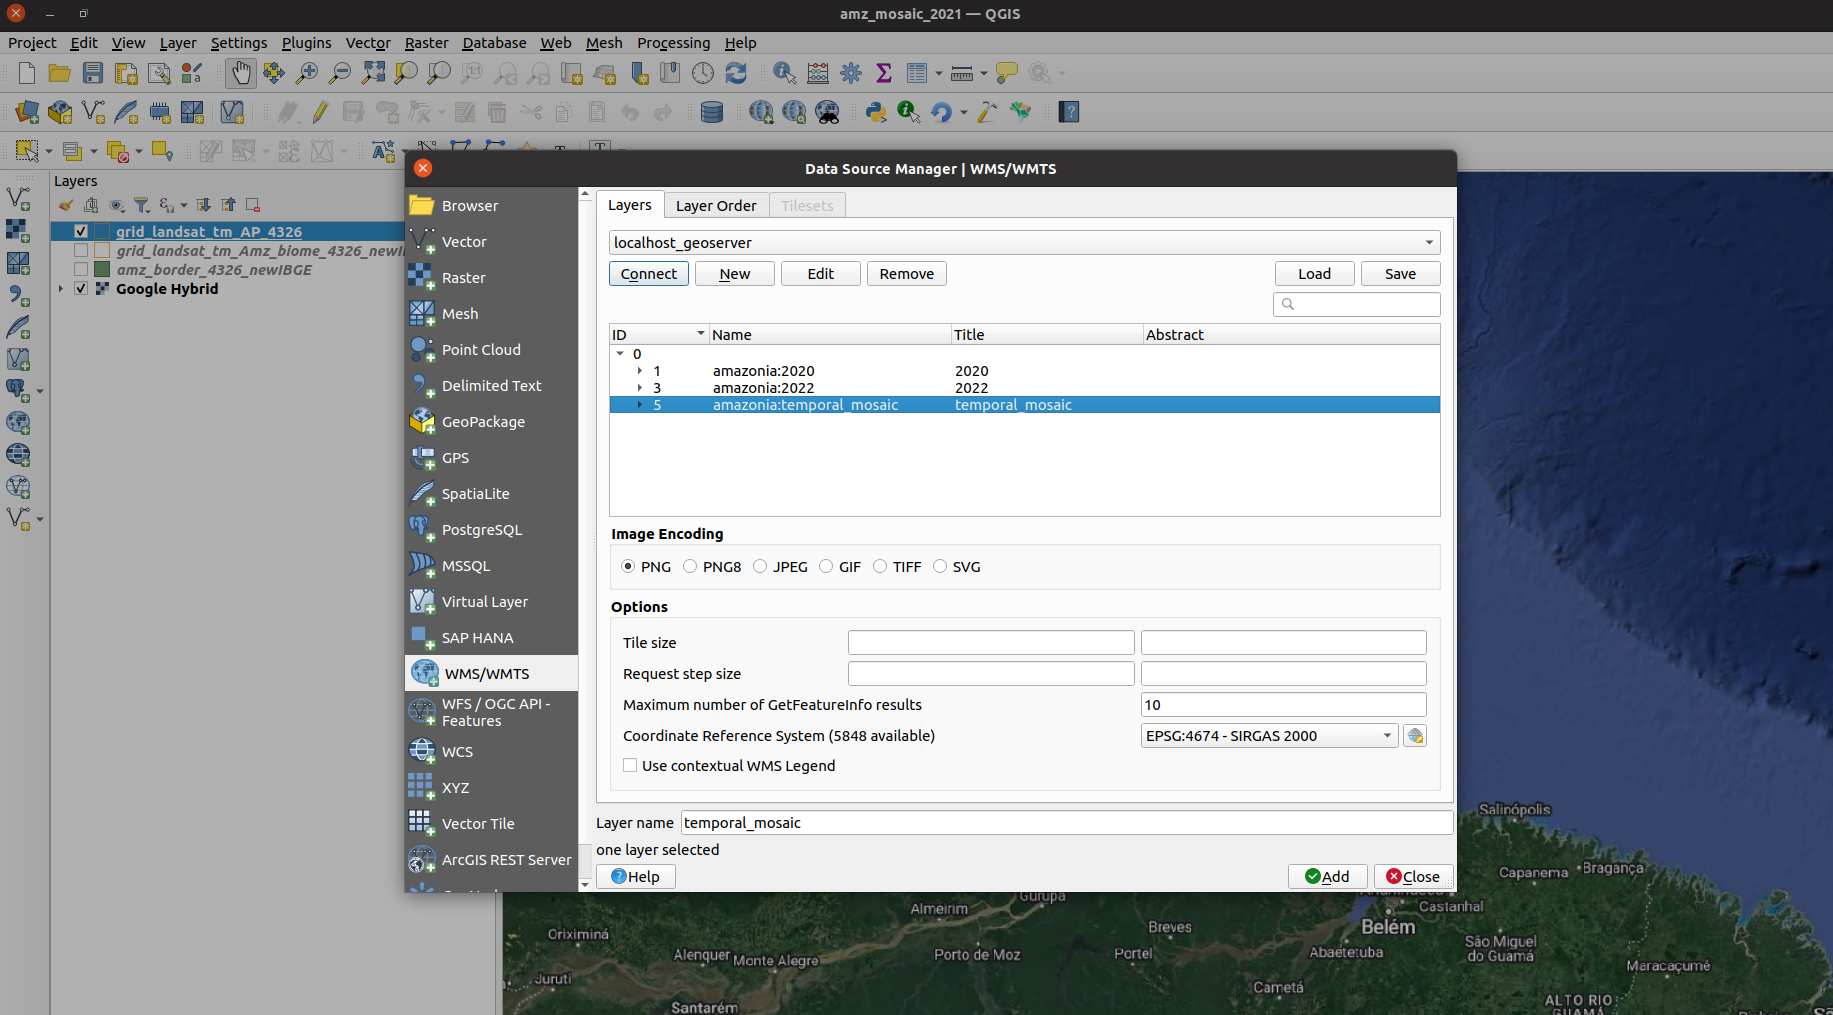 amz_mosaic_2021 — QGIS
Project Edit View Layer Settings Plugins Vector Raster Database Web Mesh Processing Help
Layers
grid_landsat_tm_AP_4326
grid_landsat_tm_Amz_biome_4326_newI
amz_border_4326_newIBGE
Google Hybrid
Data Source Manager | WMS/WMTS
Browser
Vector
Raster
Mesh
Point Cloud
Delimited Text
GeoPackage
GPS
SpatiaLite
PostgreSQL
MSSQL
Virtual Layer
SAP HANA
WMS/WMTS
WFS / OGC API -
Features
WCS
XYZ
Vector Tile
ArcGIS REST Server
Layers Layer Order Tilesets
localhost_geoserver
Connect New Edit Remove Load Save
ID Name Title Abstract
0
1 amazonia:2020 2020
3 amazonia:2022 2022
5 amazonia:temporal_mosaic temporal_mosaic
Image Encoding
PNG PNG8 JPEG GIF TIFF SVG
Options
Tile size
Request step size
Maximum number of GetFeatureInfo results 10
Coordinate Reference System (5848 available) EPSG:4674 - SIRGAS 2000
Use contextual WMS Legend
Layer name temporal_mosaic
one layer selected
Help Add Close
Salinópolis
Capanema
Bragança
Castanhal
Belém
São Miguel
do Guamá
Maracaçumé
Abaetetuba
Cametá
ALTO RIO
GUAMÁ
Gurupá
Almeirim
Breves
Portel
Porto de Moz
Oriximiná
Alenquer
Monte Alegre
Juruti
Santarém